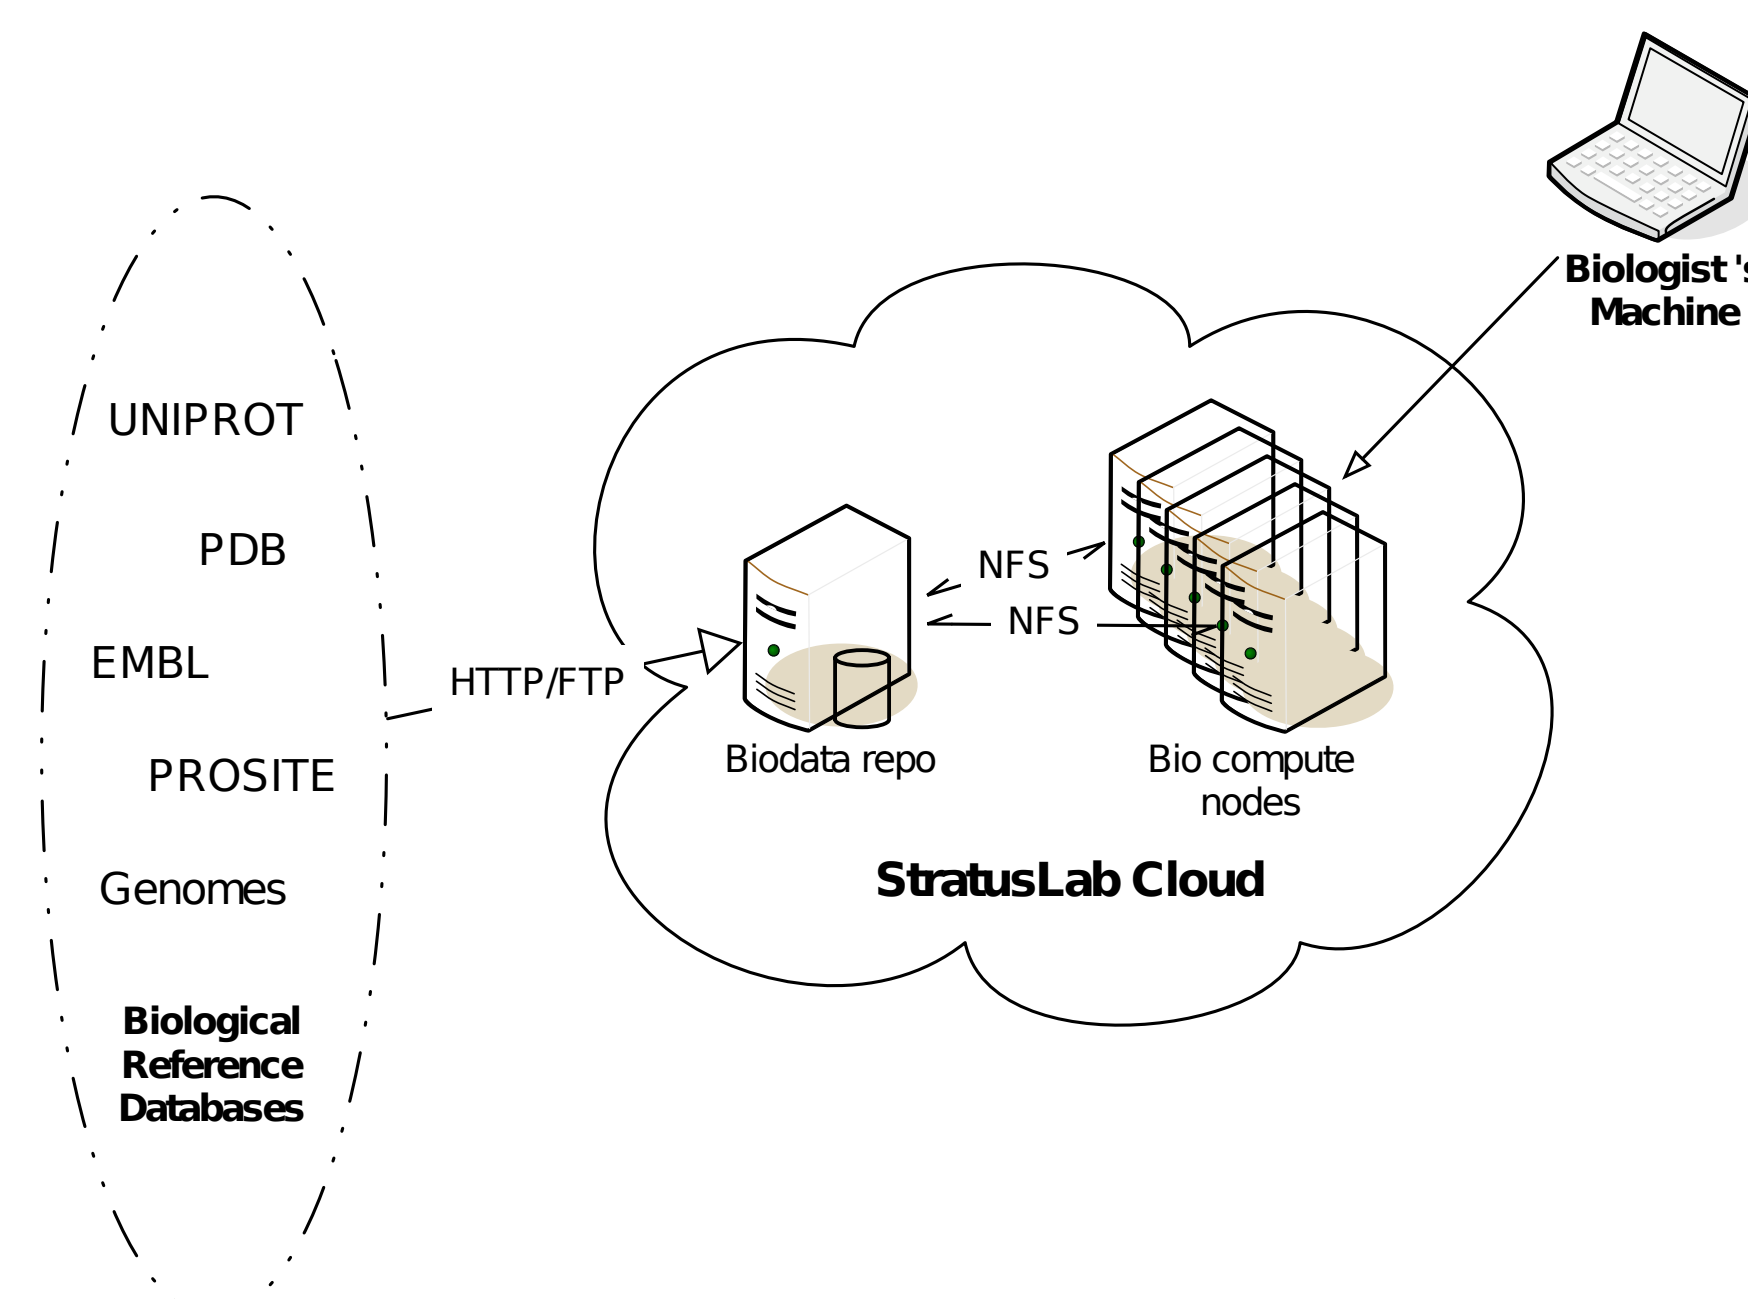 UNIPROT
PDB
EMBL
PROSITE
Genomes
Biological
Reference
Databases
HTTP/FTP
NFS
NFS
Biodata repo
Bio compute
nodes
StratusLab Cloud
Biologist 's
Machine